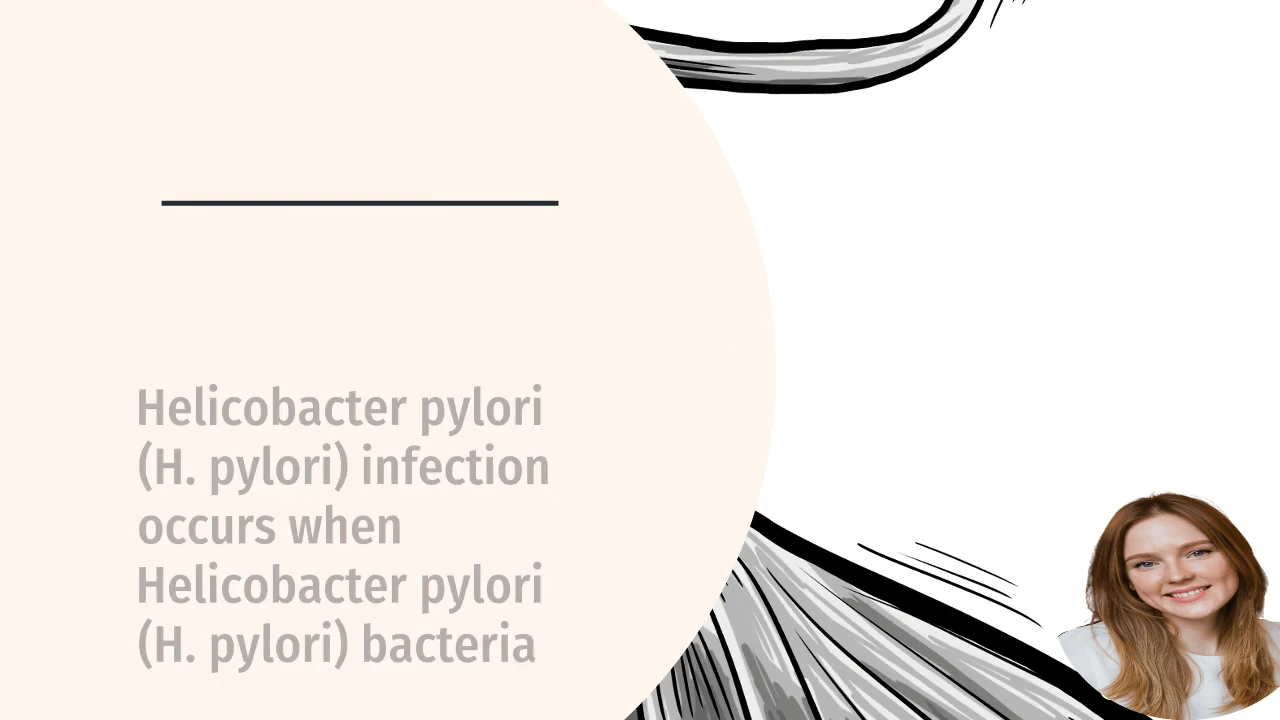 Helicobacter pylori
(H. pylori) infection
occurs when
Helicobacter pylori
(H. pylori) bacteria